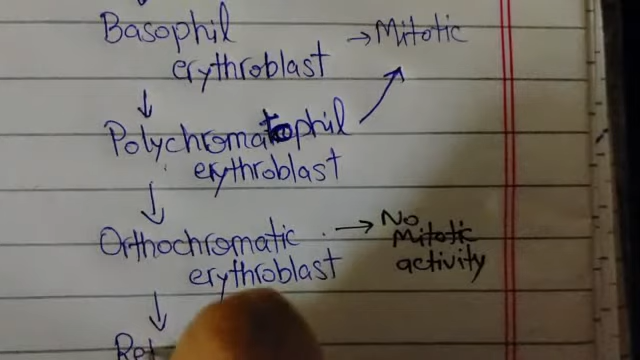 Basophil
erythroblast → Mitotic
↓
Polychromatophil
erythroblast
↓
Orthochromatic → No
Mitotic
erythroblast activity
↓